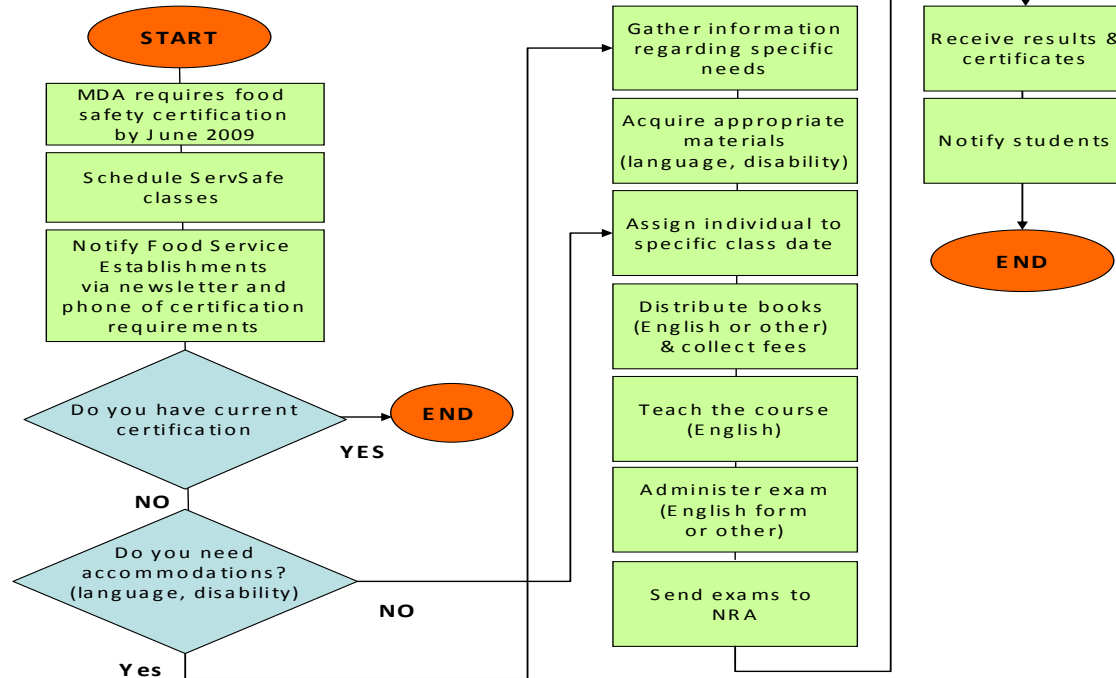 START
MDA requires food
safety certification
by June 2009
Schedule ServSafe
classes
Notify Food Service
Establishments
via newsletter and
phone of certification
requirements
Do you have current
certification
YES
END
NO
Do you need
accommodations?
(language, disability)
NO
Yes
Gather information
regarding specific
needs
Acquire appropriate
materials
(language, disability)
Assign individual to
specific class date
Distribute books
(English or other)
& collect fees
Teach the course
(English)
Administer exam
(English form
or other)
Send exams to
NRA
Receive results &
certificates
Notify students
END